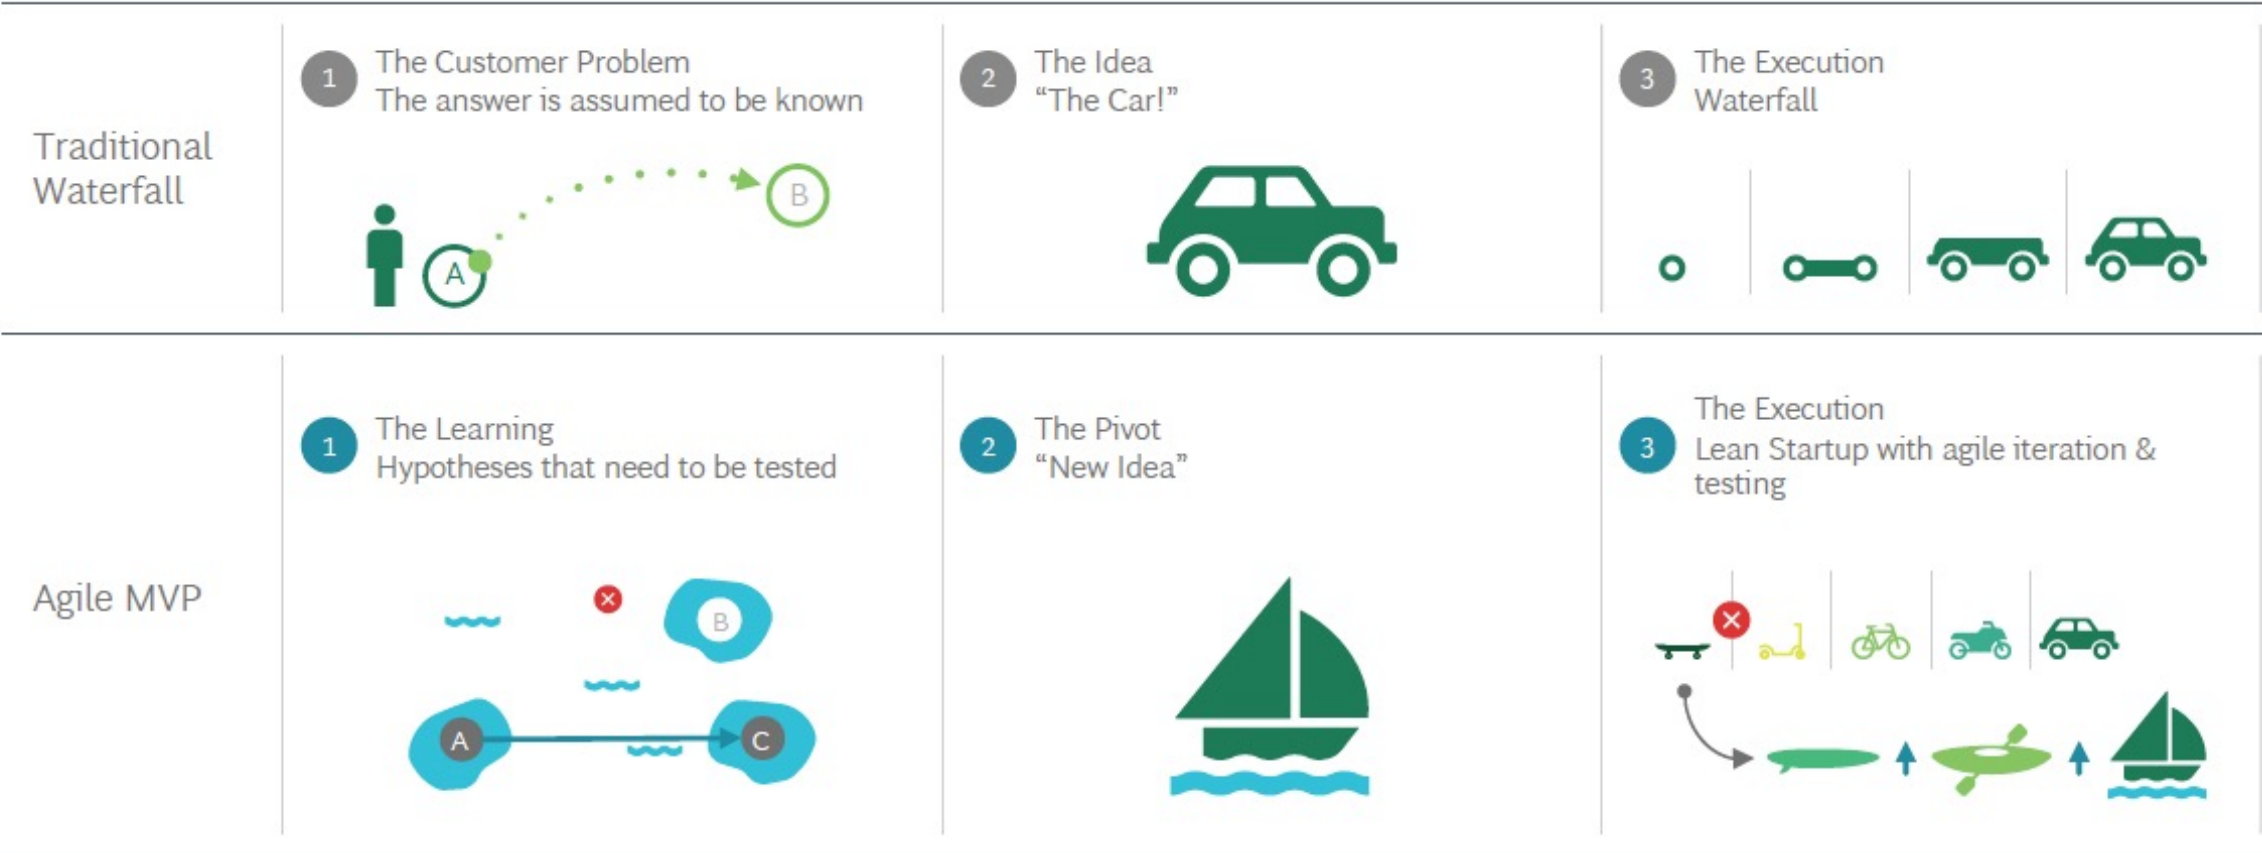 Traditional
Waterfall
1
The Customer Problem
The answer is assumed to be known
A
B
2
The Idea
“The Car!”
3
The Execution
Waterfall
Agile MVP
1
The Learning
Hypotheses that need to be tested
B
A
C
2
The Pivot
“New Idea”
3
The Execution
Lean Startup with agile iteration &
testing